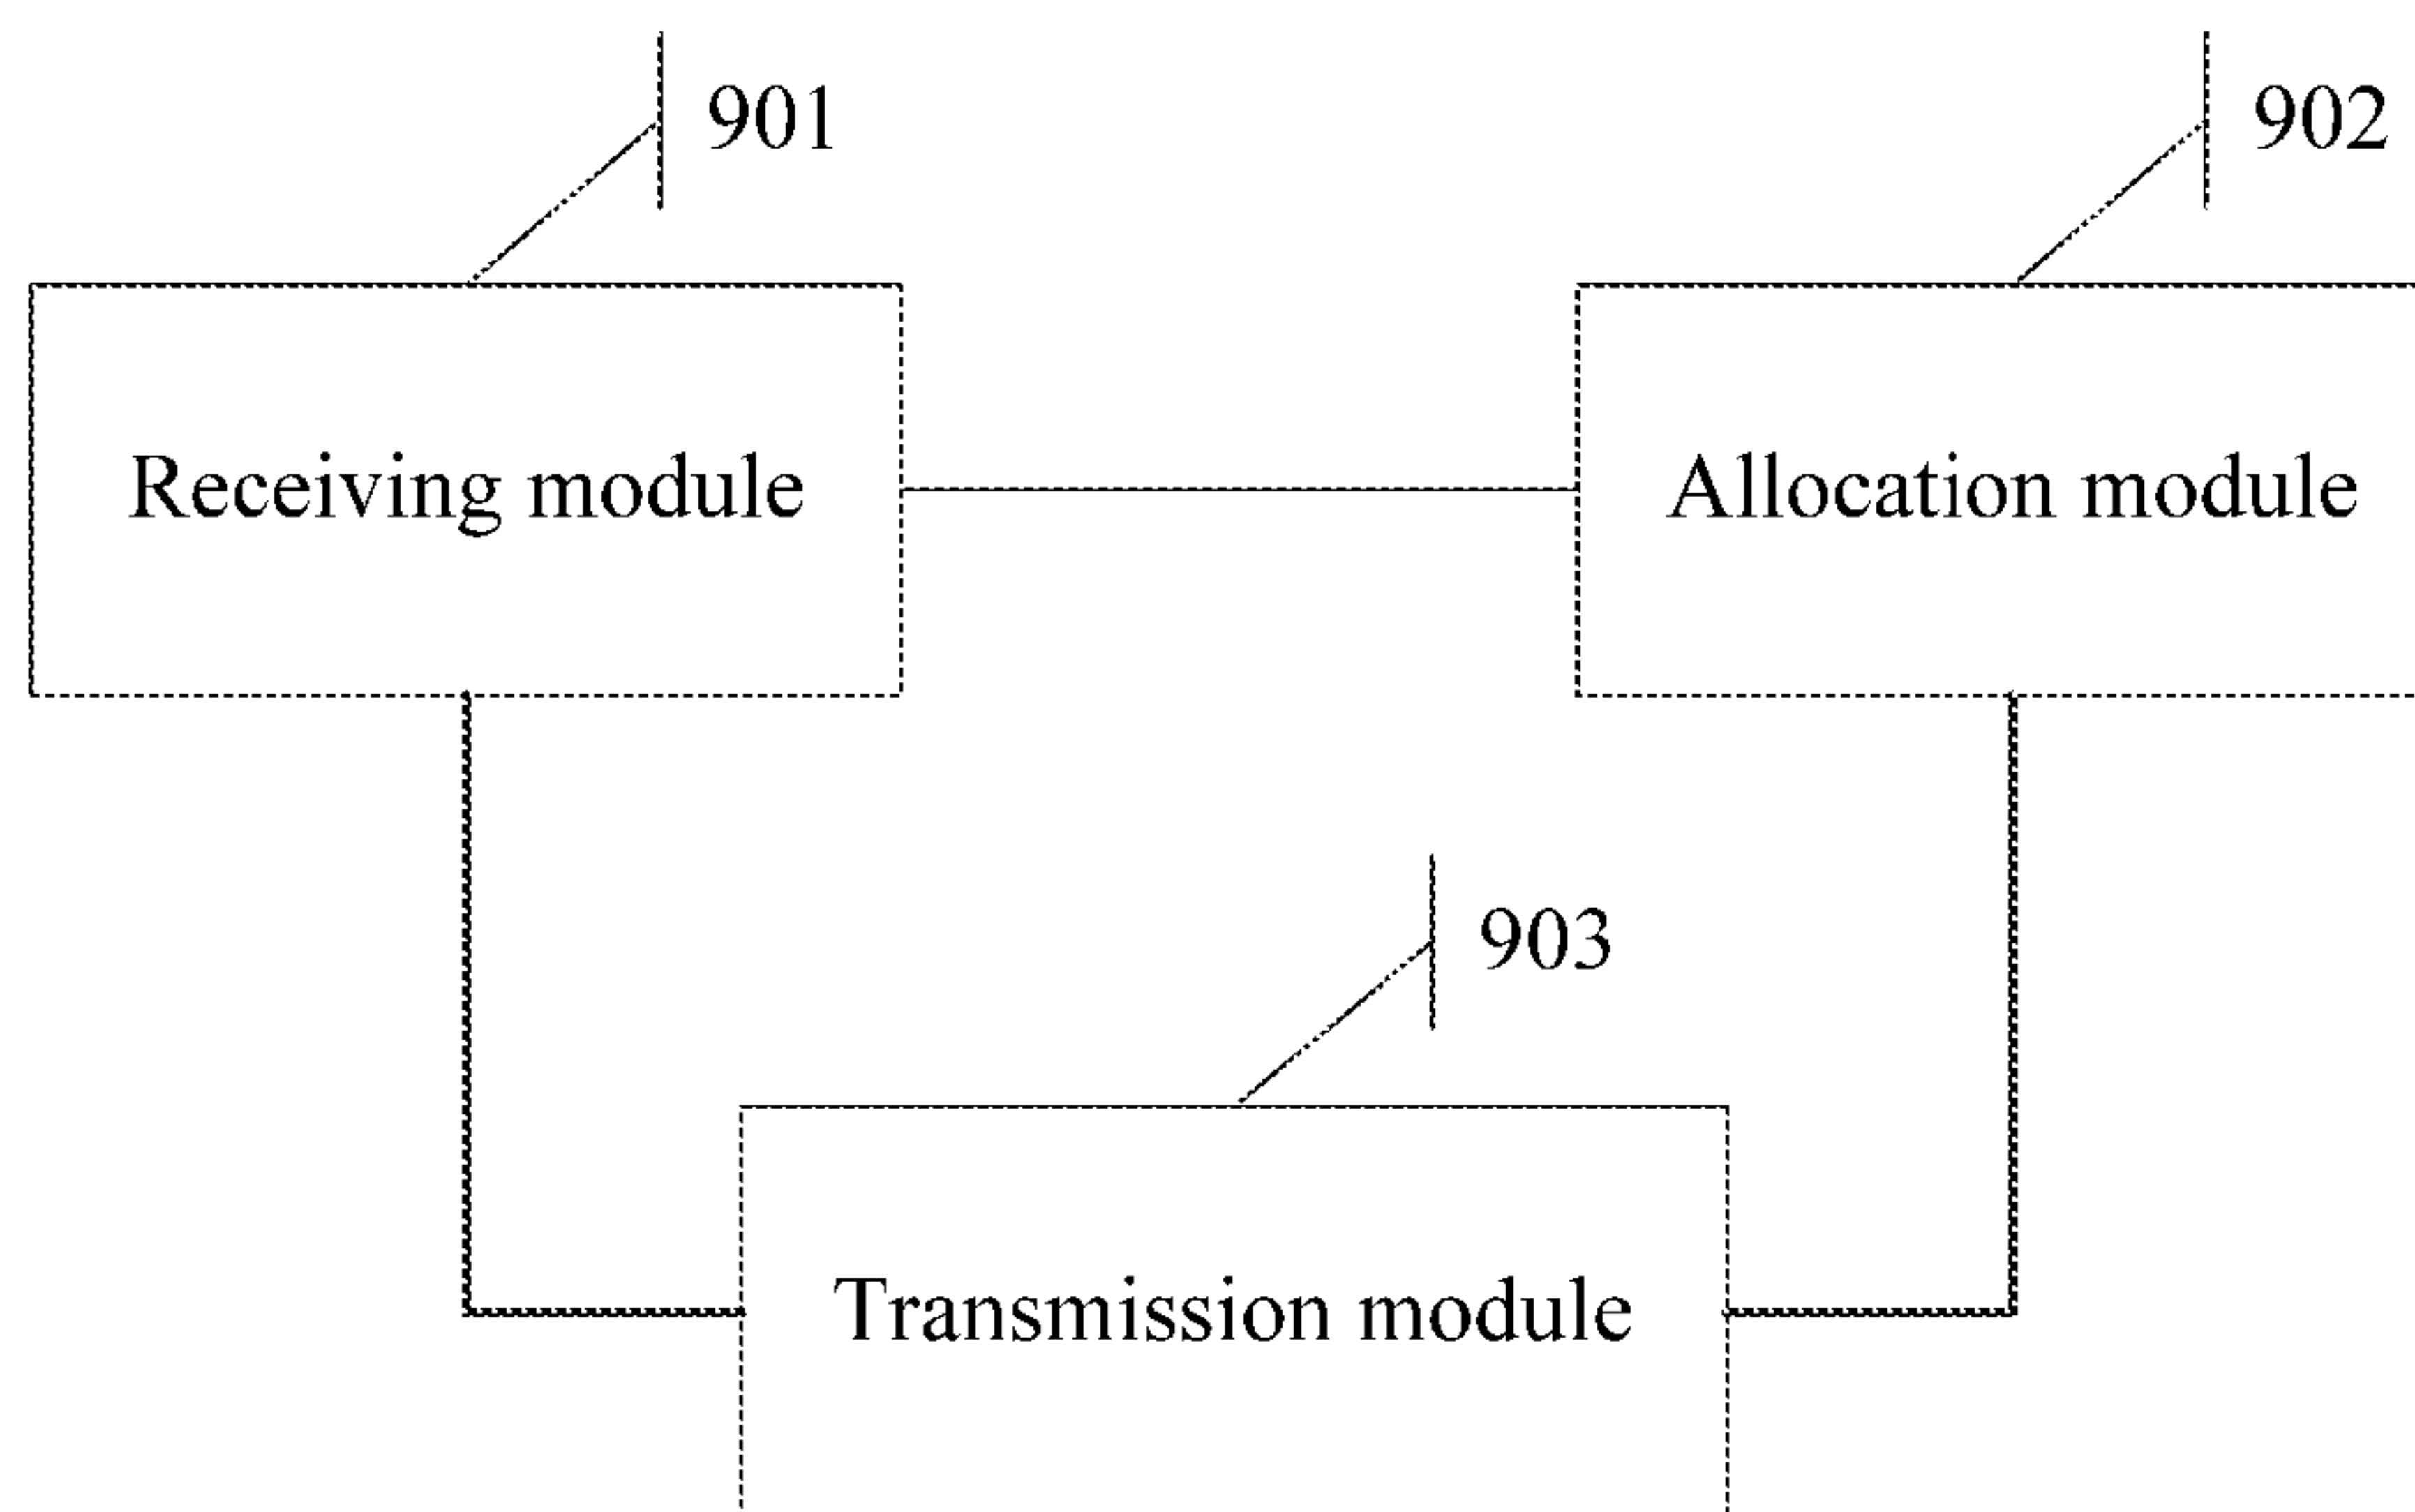 901
902
Receiving module
Allocation module
903
Transmission module